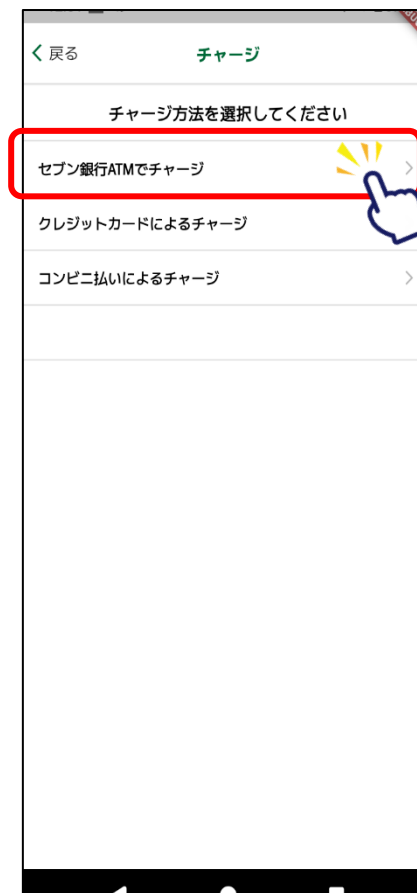 戻る
チャージ
チャージ方法を選択してください
セブン銀行ATMでチャージ
クレジットカードによるチャージ
コンビニ払いによるチャージ